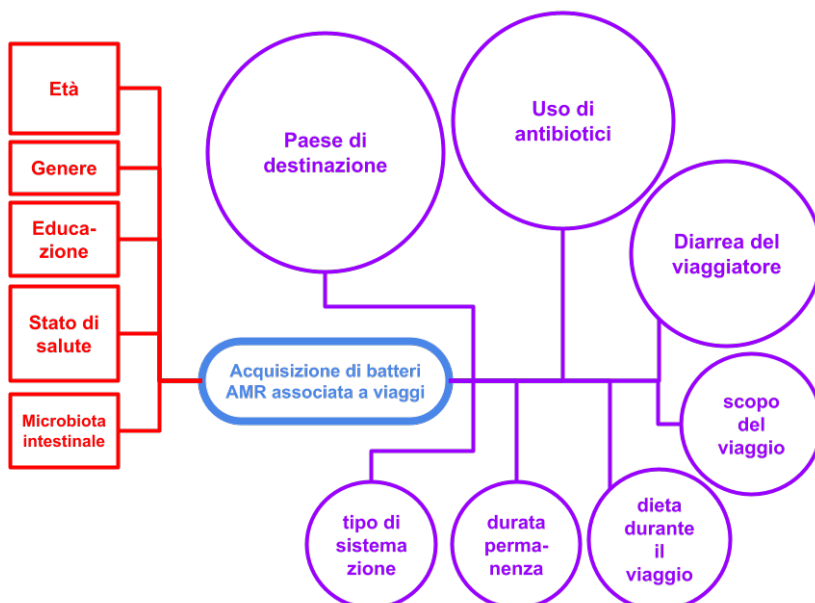 Età
Genere
Educa-
zione
Stato di
salute
Microbiota
intestinale
Acquisizione di batteri
AMR associata a viaggi
Paese di
destinazione
Uso di
antibiotici
Diarrea del
viaggiatore
scopo
del
viaggio
dieta
durante
il
viaggio
durata
perma-
nenza
tipo di
sistema
zione